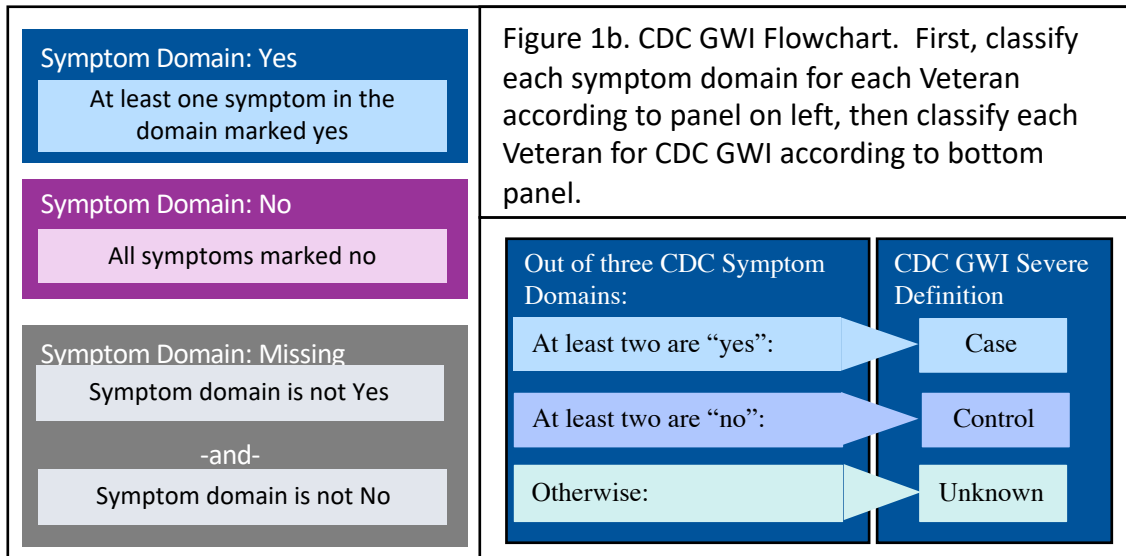 Symptom Domain: Yes
At least one symptom in the
domain marked yes
Symptom Domain: No
All symptoms marked no
Symptom Domain: Missing
Symptom domain is not Yes
-and-
Symptom domain is not No
Figure 1b. CDC GWI Flowchart.  First, classify
each symptom domain for each Veteran
according to panel on left, then classify each
Veteran for CDC GWI according to bottom
panel.
Out of three CDC Symptom
Domains:
CDC GWI Severe
Definition
At least two are “yes”:
Case
At least two are “no”:
Control
Otherwise:
Unknown